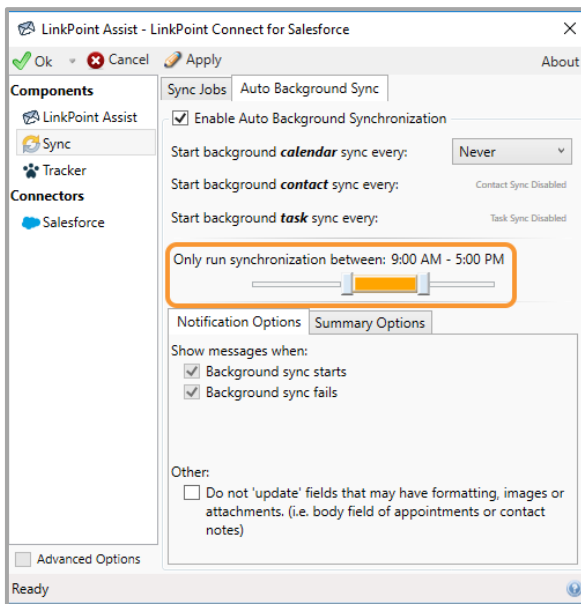 LinkPoint Assist - LinkPoint Connect for Salesforce
Ok
Cancel
Apply
About
Components
LinkPoint Assist
Sync
Tracker
Connectors
Salesforce
Sync Jobs
Auto Background Sync
Enable Auto Background Synchronization
Start background calendar sync every:
Never
Start background contact sync every:
Contact Sync Disabled
Start background task sync every:
Task Sync Disabled
Only run synchronization between: 9:00 AM - 5:00 PM
Notification Options
Summary Options
Show messages when:
Background sync starts
Background sync fails
Other:
Do not 'update' fields that may have formatting, images or
attachments. (i.e. body field of appointments or contact
notes)
Advanced Options
Ready